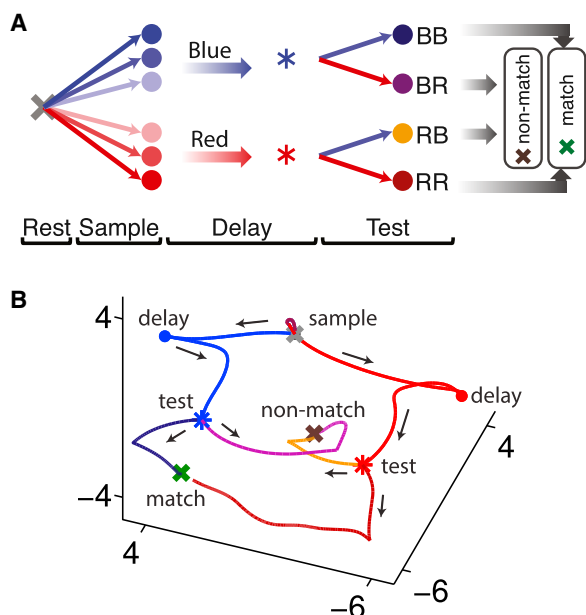 A
Blue
Red
*
*
BB
BR
RB
RR
non-match
match
Rest
Sample
Delay
Test
B
4
−4
4
−6
−6
4
delay
sample
delay
test
non-match
test
match